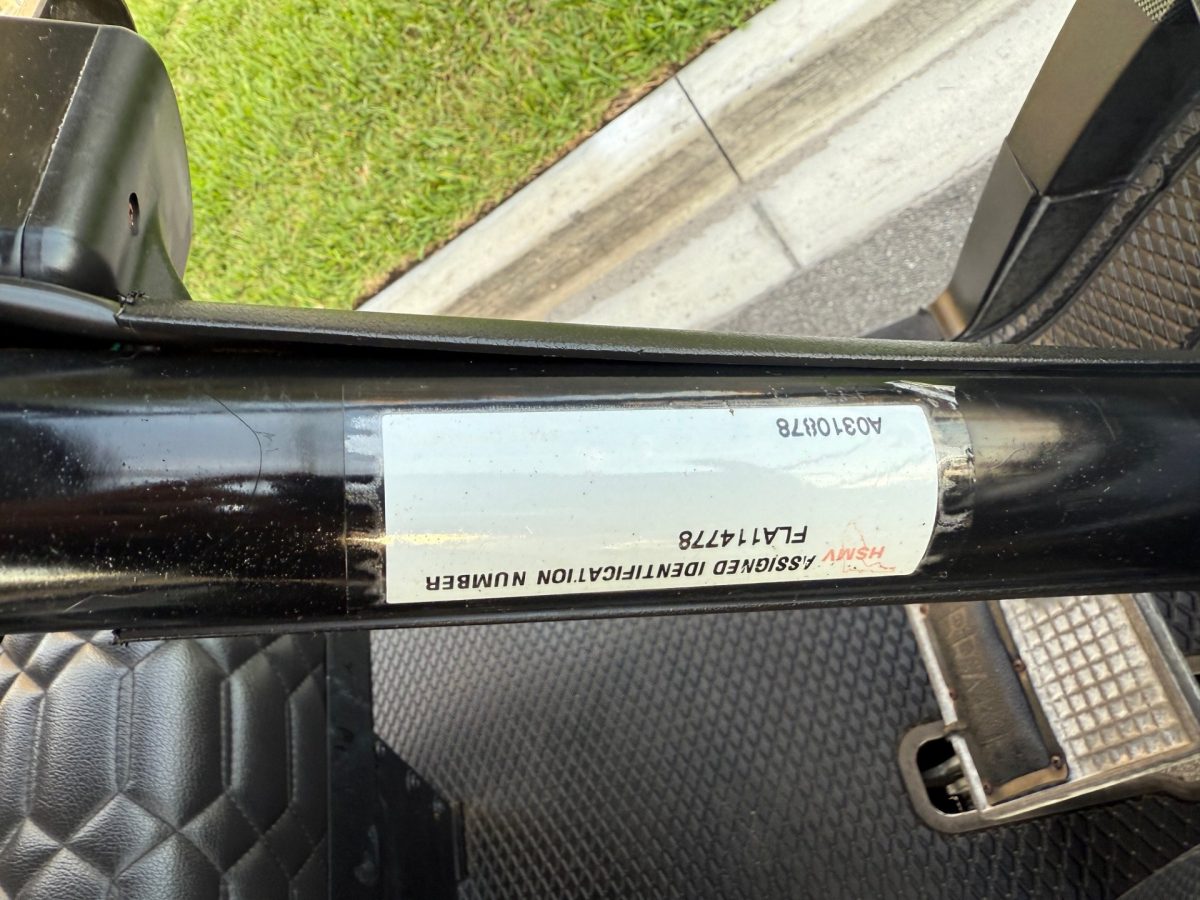 HSMV
ASSIGNED IDENTIFICATION NUMBER
FLA114778
A0310878